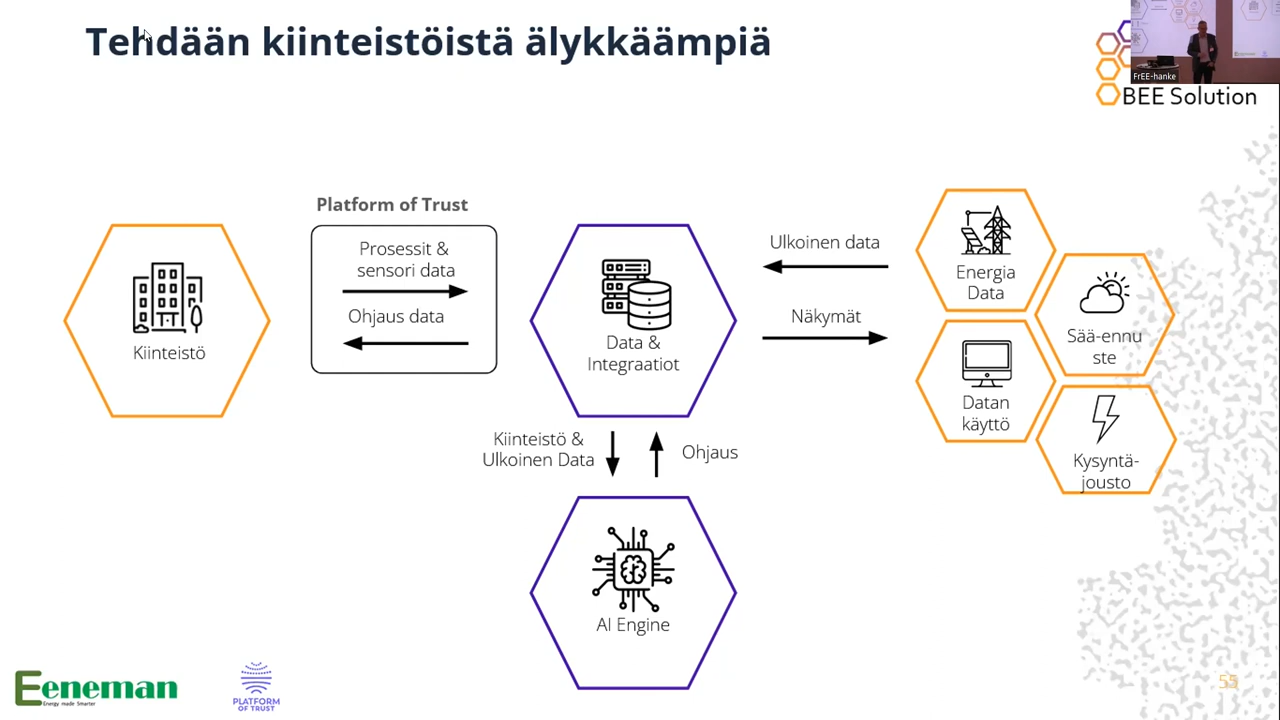 Tehdään kiinteistöistä älykkäämpiä
FrEE-hanke
BEE Solution
Platform of Trust
Prosessit &
sensori data
Ohjaus data
Kiinteistö
Data &
Integraatiot
Ulkoinen data
Näkymät
Energia
Data
Sää-ennu
ste
Datan
käyttö
Kysyntä-
jousto
Kiinteistö &
Ulkoinen Data
Ohjaus
AI Engine
Eeneman
Energy made Smarter
PLATFORM
OF TRUST
55